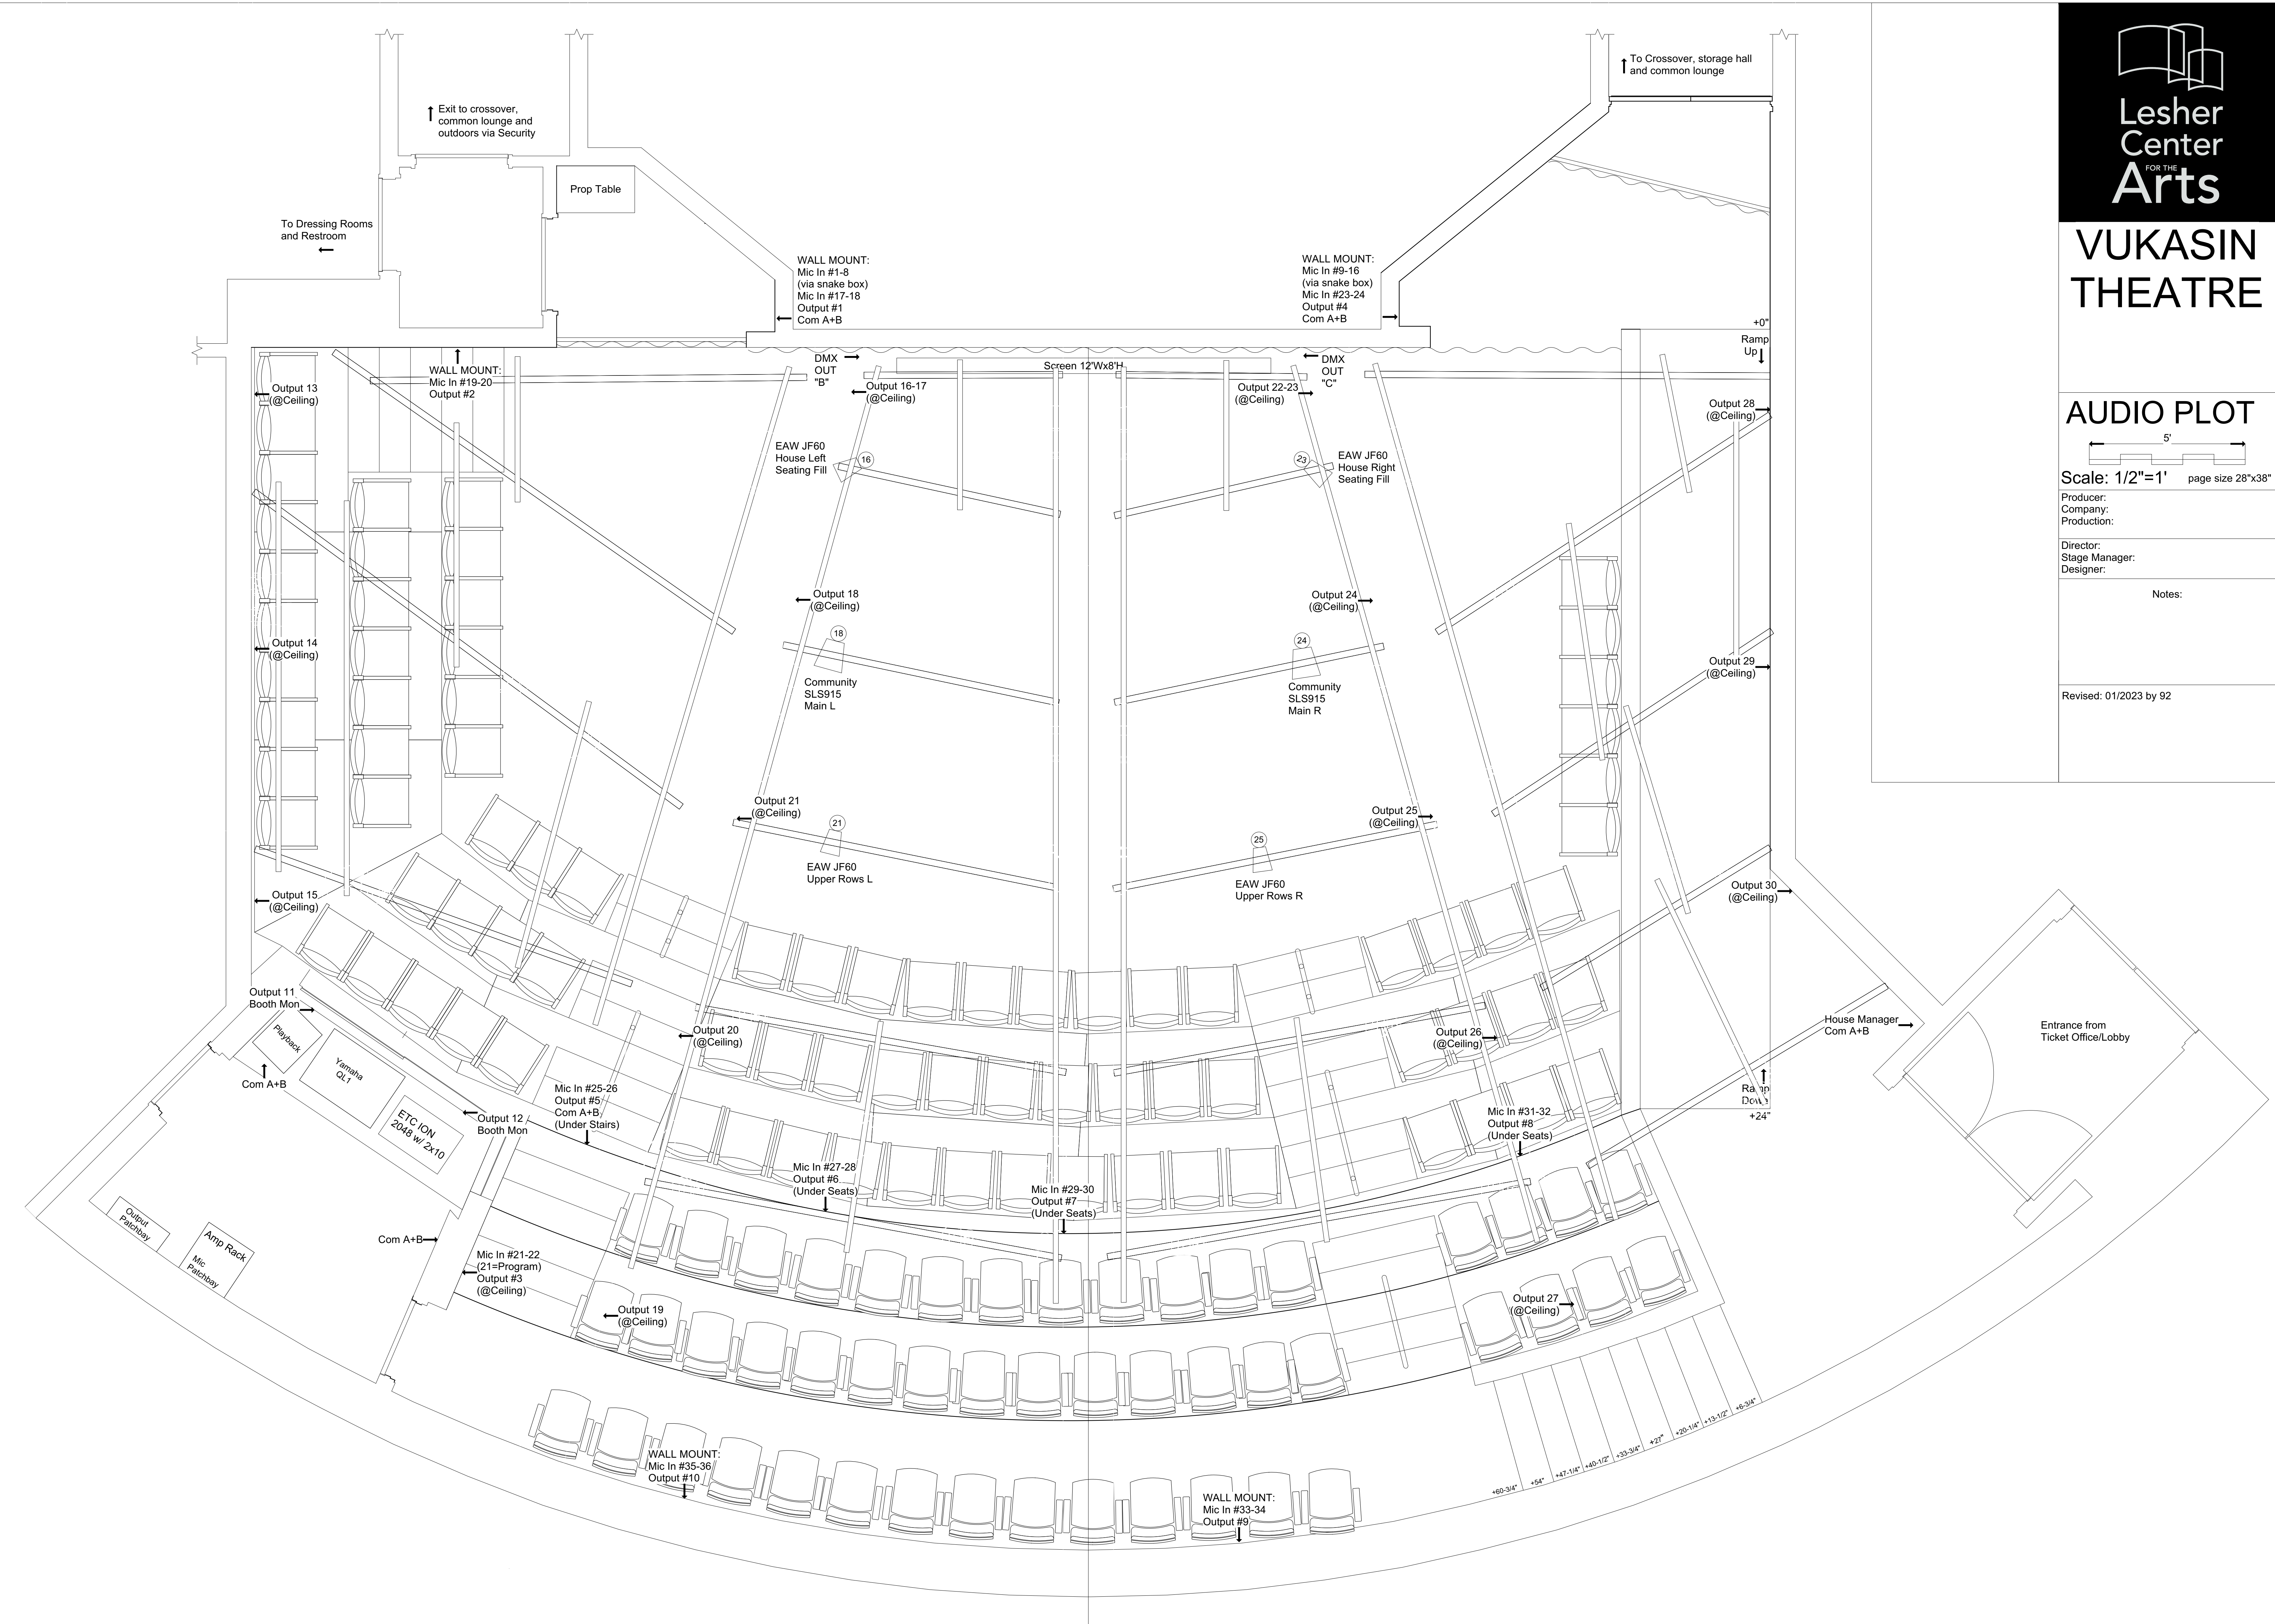 To Crossover, storage hall
and common lounge
Exit to crossover,
common lounge and
outdoors via Security
Prop Table
To Dressing Rooms
and Restroom
WALL MOUNT:
Mic In #1-8
(via snake box)
Mic In #17-18
Output #1
Com A+B
WALL MOUNT:
Mic In #9-16
(via snake box)
Mic In #23-24
Output #4
Com A+B
+0"
Ramp
Up
DMX
OUT
"B"
Screen 12'Wx8'H
DMX
OUT
"C"
WALL MOUNT:
Mic In #19-20
Output #2
Output 13
(@Ceiling)
Output 16-17
(@Ceiling)
Output 22-23
(@Ceiling)
Output 28
(@Ceiling)
EAW JF60
House Left
Seating Fill
16
23
EAW JF60
House Right
Seating Fill
Output 18
(@Ceiling)
Output 24
(@Ceiling)
Output 14
(@Ceiling)
18
Community
SLS915
Main L
24
Community
SLS915
Main R
Output 29
(@Ceiling)
Output 21
(@Ceiling)
21
EAW JF60
Upper Rows L
Output 25
(@Ceiling)
25
EAW JF60
Upper Rows R
Output 15
(@Ceiling)
Output 30
(@Ceiling)
Output 11
Booth Mon
Playback
Yamaha
QL1
Com A+B
ETC ION
2048 w/ 2x10
Output 12
Booth Mon
Output 20
(@Ceiling)
Output 26
(@Ceiling)
House Manager
Com A+B
Entrance from
Ticket Office/Lobby
Mic In #25-26
Output #5
Com A+B
(Under Stairs)
Ramp
Down
+24"
Mic In #31-32
Output #8
(Under Seats)
Mic In #27-28
Output #6
(Under Seats)
Mic In #29-30
Output #7
(Under Seats)
Output
Patchbay
Amp Rack
Mic
Patchbay
Com A+B
Mic In #21-22
(21=Program)
Output #3
(@Ceiling)
Output 19
(@Ceiling)
Output 27
(@Ceiling)
WALL MOUNT:
Mic In #35-36
Output #10
WALL MOUNT:
Mic In #33-34
Output #9
+60-3/4"
+54"
+47-1/4"
+40-1/2"
+33-3/4"
+27"
+20-1/4"
+13-1/2"
+6-3/4"
Lesher
Center
FOR THE
Arts
VUKASIN
THEATRE
AUDIO PLOT
5'
Scale: 1/2"=1'
page size 28"x38"
Producer:
Company:
Production:
Director:
Stage Manager:
Designer:
Notes:
Revised: 01/2023 by 92